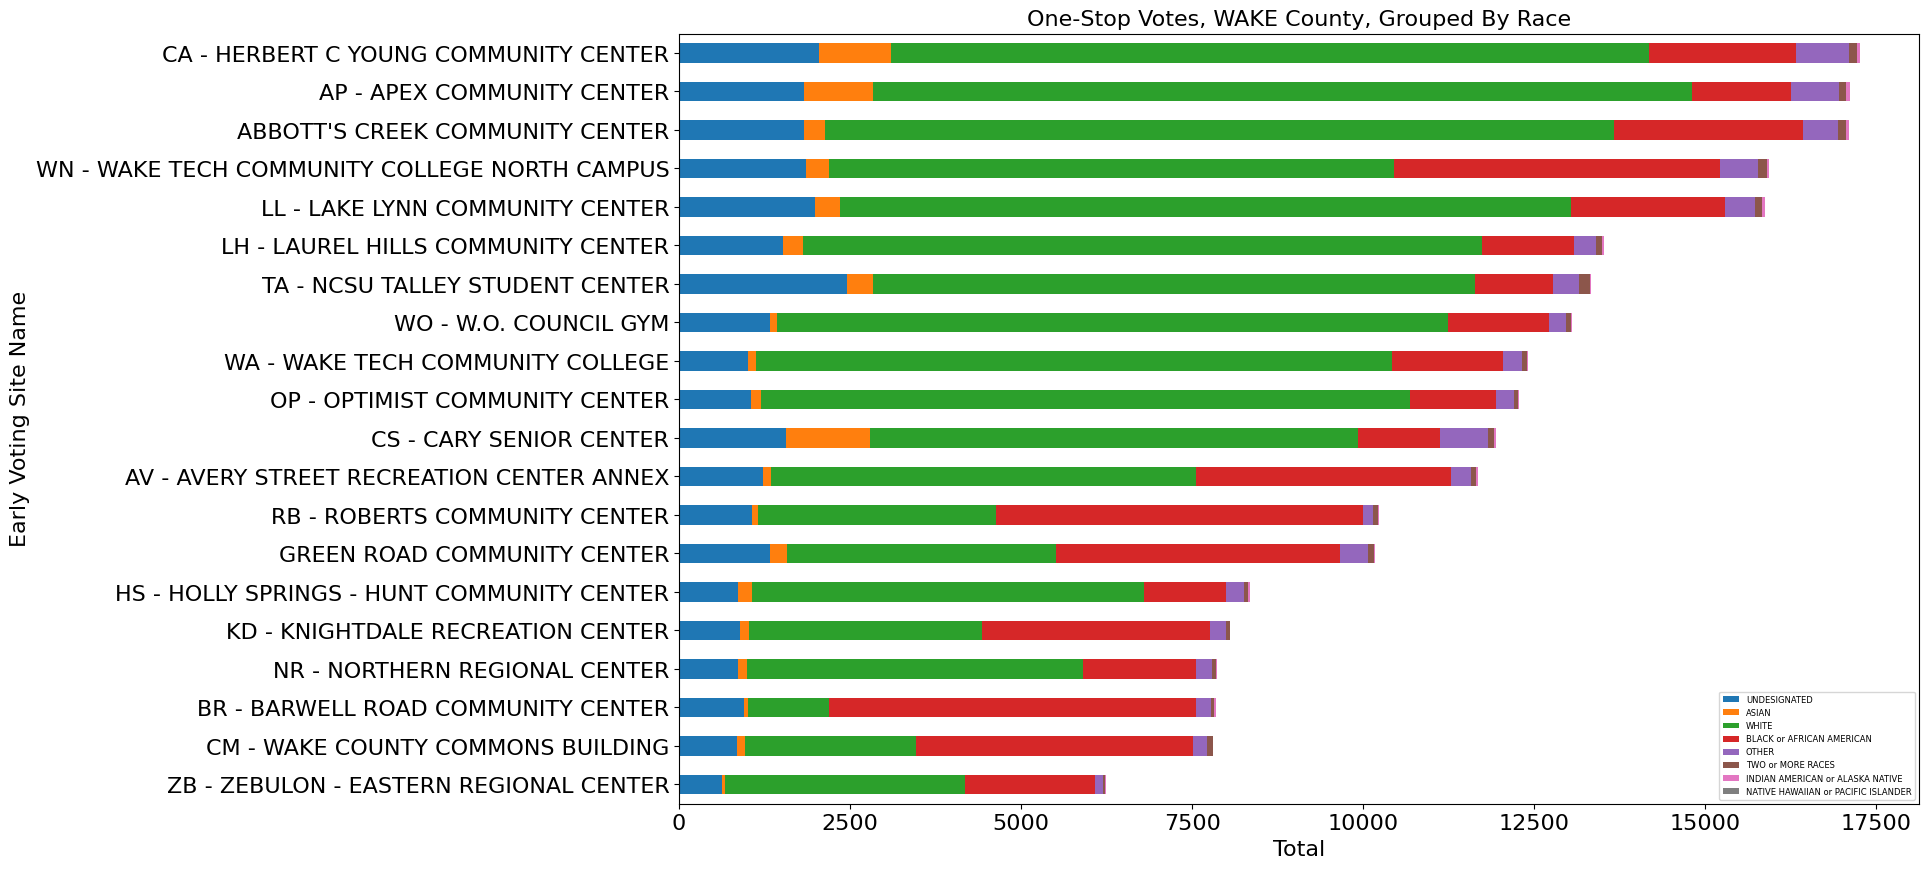 One-Stop Votes, WAKE County, Grouped By Race
Early Voting Site Name
CA - HERBERT C YOUNG COMMUNITY CENTER
AP - APEX COMMUNITY CENTER
ABBOTT'S CREEK COMMUNITY CENTER
WN - WAKE TECH COMMUNITY COLLEGE NORTH CAMPUS
LL - LAKE LYNN COMMUNITY CENTER
LH - LAUREL HILLS COMMUNITY CENTER
TA - NCSU TALLEY STUDENT CENTER
WO - W.O. COUNCIL GYM
WA - WAKE TECH COMMUNITY COLLEGE
OP - OPTIMIST COMMUNITY CENTER
CS - CARY SENIOR CENTER
AV - AVERY STREET RECREATION CENTER ANNEX
RB - ROBERTS COMMUNITY CENTER
GREEN ROAD COMMUNITY CENTER
HS - HOLLY SPRINGS - HUNT COMMUNITY CENTER
KD - KNIGHTDALE RECREATION CENTER
NR - NORTHERN REGIONAL CENTER
BR - BARWELL ROAD COMMUNITY CENTER
CM - WAKE COUNTY COMMONS BUILDING
ZB - ZEBULON - EASTERN REGIONAL CENTER
UNDESIGNATED
ASIAN
WHITE
BLACK or AFRICAN AMERICAN
OTHER
TWO or MORE RACES
INDIAN AMERICAN or ALASKA NATIVE
NATIVE HAWAIIAN or PACIFIC ISLANDER
0 2500 5000 7500 10000 12500 15000 17500
Total